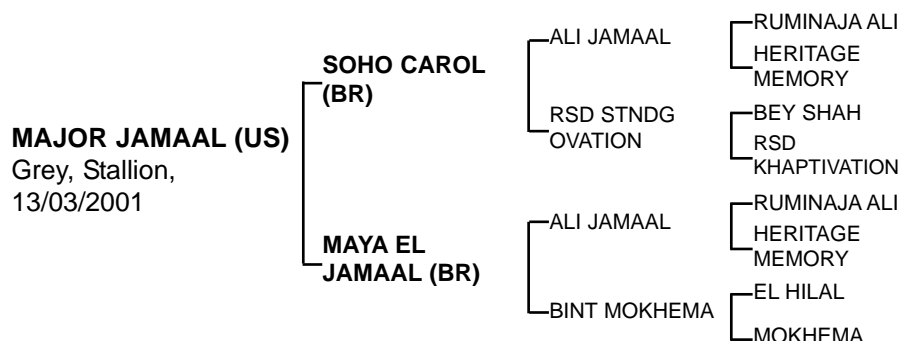 MAJOR JAMAAL (US)
Grey, Stallion,
13/03/2001
SOHO CAROL
(BR)
MAYA EL
JAMAAL (BR)
ALI JAMAAL
RSD STNDG
OVATION
ALI JAMAAL
BINT MOKHEMA
RUMINAJA ALI
HERITAGE
MEMORY
BEY SHAH
RSD
KHAPTIVATION
RUMINAJA ALI
HERITAGE
MEMORY
EL HILAL
MOKHEMA